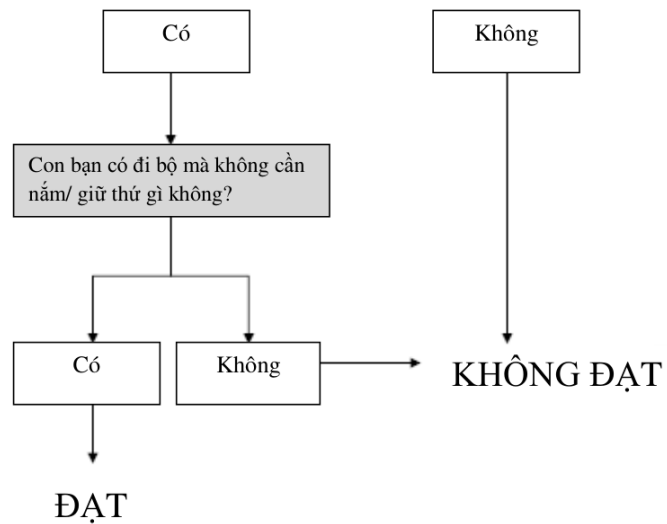 Có
Không
Con bạn có đi bộ mà không cần
nắm/ giữ thứ gì không?
Có
Không
KHÔNG ĐẠT
ĐẠT